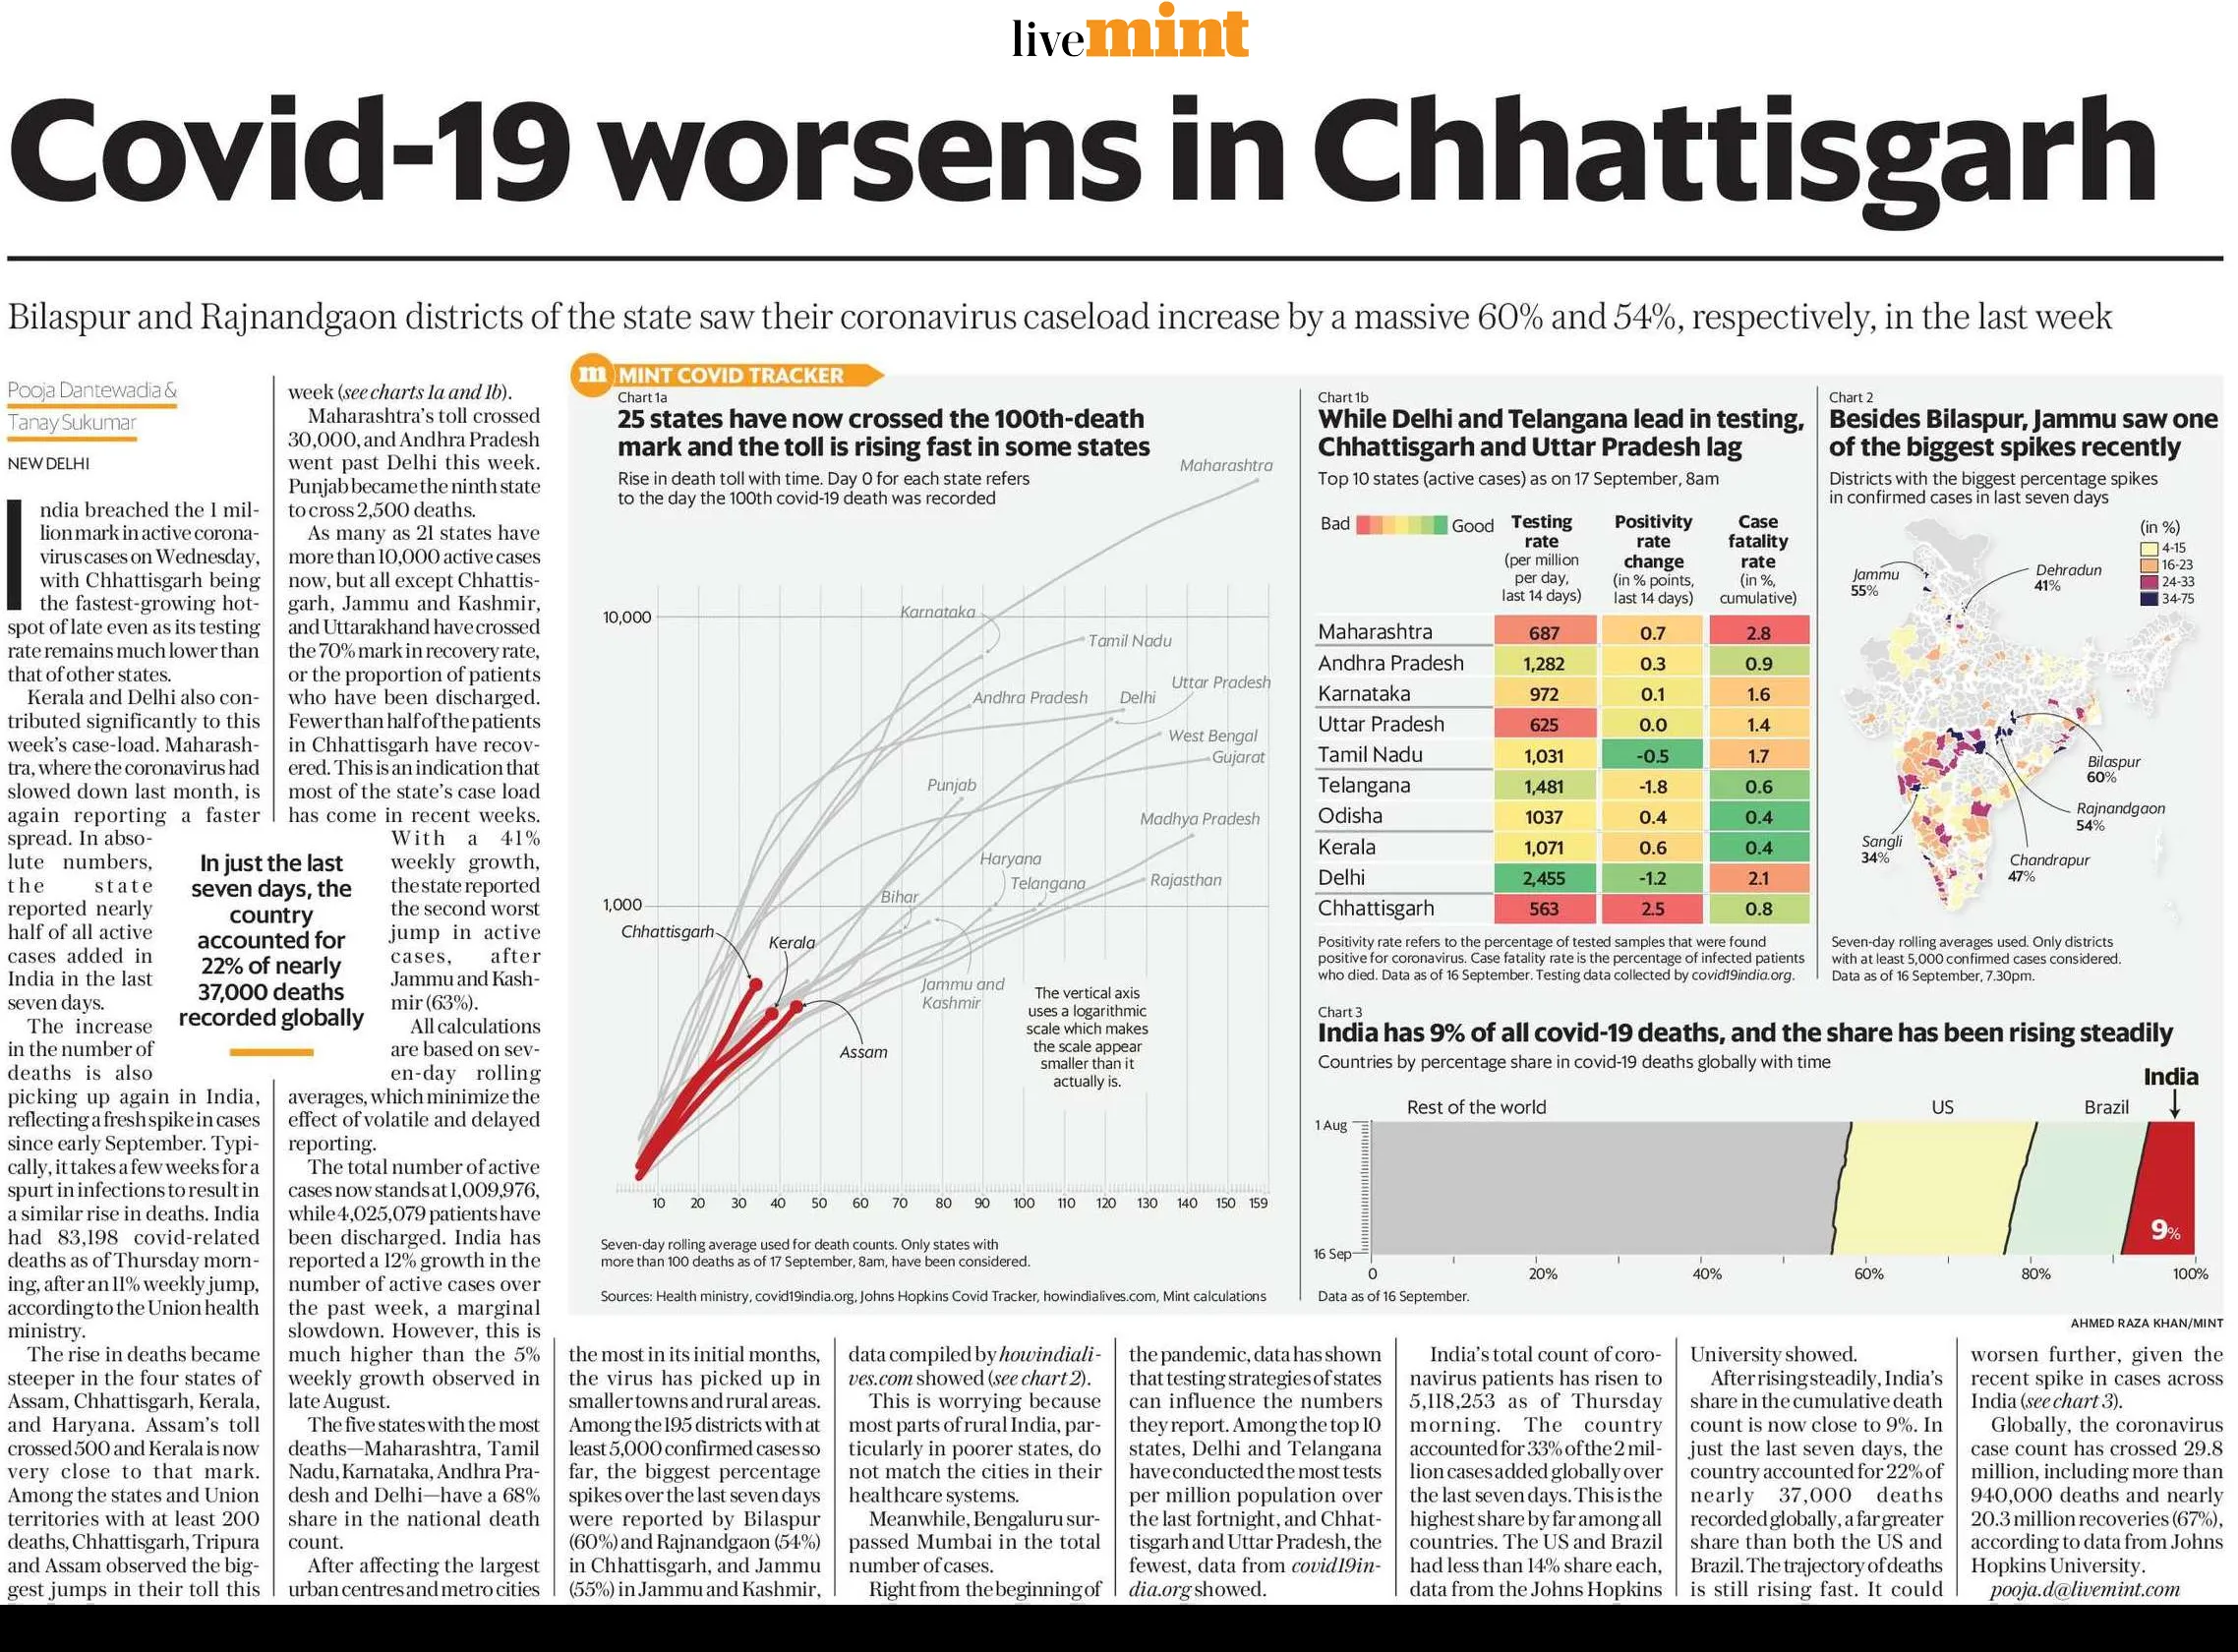 livemint
Covid-19 worsens in Chhattisgarh
Bilaspur and Rajnandgaon districts of the state saw their coronavirus caseload increase by a massive 60% and 54%, respectively, in the last week
Pooja Dantewadia &
Tanay Sukumar
NEW DELHI
India breached the 1 mil-
lion mark in active corona-
virus cases on Wednesday,
with Chhattisgarh being
the fastest-growing hot-
spot of late even as its testing
rate remains much lower than
that of other states.
Kerala and Delhi also con-
tributed significantly to this
week's case-load. Maharash-
tra, where the coronavirus had
slowed down last month, is
again reporting a faster
spread. In abso-
lute numbers,
the state
reported nearly
half of all active
cases added in
India in the last
seven days.
The increase
in the number of
deaths is also
picking up again in India,
reflecting a fresh spike in cases
since early September. Typi-
cally, it takes a few weeks for a
spurt in infections to result in
a similar rise in deaths. India
had 83,198 covid-related
deaths as of Thursday morn-
ing, after an 11% weekly jump,
according to the Union health
ministry.
The rise in deaths became
steeper in the four states of
Assam, Chhattisgarh, Kerala,
and Haryana. Assam's toll
crossed 500 and Kerala is now
very close to that mark.
Among the states and Union
territories with at least 200
deaths, Chhattisgarh, Tripura
and Assam observed the big-
gest jumps in their toll this
In just the last
seven days, the
country
accounted for
22% of nearly
37,000 deaths
recorded globally
week (see charts 1a and 1b).
Maharashtra's toll crossed
30,000, and Andhra Pradesh
went past Delhi this week.
Punjab became the ninth state
to cross 2,500 deaths.
As many as 21 states have
more than 10,000 active cases
now, but all except Chhattis-
garh, Jammu and Kashmir,
and Uttarakhand have crossed
the 70% mark in recovery rate,
or the proportion of patients
who have been discharged.
Fewer than half of the patients
in Chhattisgarh have recov-
ered. This is an indication that
most of the state's case load
has come in recent weeks.
With a 41%
weekly growth,
the state reported
the second worst
jump in active
cases, after
Jammu and Kash-
mir (63%).
All calculations
are based on sev-
en-day rolling
averages, which minimize the
effect of volatile and delayed
reporting.
The total number of active
cases now stands at 1,009,976,
while 4,025,079 patients have
been discharged. India has
reported a 12% growth in the
number of active cases over
the past week, a marginal
slowdown. However, this is
much higher than the 5%
weekly growth observed in
late August.
The five states with the most
deaths—Maharashtra, Tamil
Nadu, Karnataka, Andhra Pra-
desh and Delhi—have a 68%
share in the national death
count.
After affecting the largest
urban centres and metro cities
m MINT COVID TRACKER
Chart 1a
25 states have now crossed the 100th-death
mark and the toll is rising fast in some states
Rise in death toll with time. Day 0 for each state refers
to the day the 100th covid-19 death was recorded
Maharashtra
10,000
Karnataka
Tamil Nadu
Uttar Pradesh
Andhra Pradesh
Delhi
West Bengal
Gujarat
Punjab
Madhya Pradesh
Haryana
Telangana
Rajasthan
Bihar
1,000
Chhattisgarh
Kerala
Jammu and
Kashmir
Assam
The vertical axis
uses a logarithmic
scale which makes
the scale appear
smaller than it
actually is.
10 20 30 40 50 60 70 80 90 100 110 120 130 140 150 159
Seven-day rolling average used for death counts. Only states with
more than 100 deaths as of 17 September, 8am, have been considered.
Sources: Health ministry, covid19india.org, Johns Hopkins Covid Tracker, howindialives.com, Mint calculations
Chart 1b
While Delhi and Telangana lead in testing,
Chhattisgarh and Uttar Pradesh lag
Top 10 states (active cases) as on 17 September, 8am
Bad Good
Testing
rate
(per million
per day,
last 14 days)
Positivity
rate
change
(in % points,
last 14 days)
Case
fatality
rate
(in %,
cumulative)
Maharashtra 687 0.7 2.8
Andhra Pradesh 1,282 0.3 0.9
Karnataka 972 0.1 1.6
Uttar Pradesh 625 0.0 1.4
Tamil Nadu 1,031 -0.5 1.7
Telangana 1,481 -1.8 0.6
Odisha 1037 0.4 0.4
Kerala 1,071 0.6 0.4
Delhi 2,455 -1.2 2.1
Chhattisgarh 563 2.5 0.8
Positivity rate refers to the percentage of tested samples that were found
positive for coronavirus. Case fatality rate is the percentage of infected patients
who died. Data as of 16 September. Testing data collected by covid19india.org.
Chart 2
Besides Bilaspur, Jammu saw one
of the biggest spikes recently
Districts with the biggest percentage spikes
in confirmed cases in last seven days
(in %)
4-15
16-23
24-33
34-75
Jammu
55%
Dehradun
41%
Bilaspur
60%
Rajnandgaon
54%
Sangli
34%
Chandrapur
47%
Seven-day rolling averages used. Only districts
with at least 5,000 confirmed cases considered.
Data as of 16 September, 7.30pm.
Chart 3
India has 9% of all covid-19 deaths, and the share has been rising steadily
Countries by percentage share in covid-19 deaths globally with time
India
Rest of the world US Brazil
1 Aug
16 Sep
9%
0 20% 40% 60% 80% 100%
Data as of 16 September.
AHMED RAZA KHAN/MINT
the most in its initial months,
the virus has picked up in
smaller towns and rural areas.
Among the 195 districts with at
least 5,000 confirmed cases so
far, the biggest percentage
spikes over the last seven days
were reported by Bilaspur
(60%) and Rajnandgaon (54%)
in Chhattisgarh, and Jammu
(55%) in Jammu and Kashmir,
data compiled by howindiali-
ves.com showed (see chart 2).
This is worrying because
most parts of rural India, par-
ticularly in poorer states, do
not match the cities in their
healthcare systems.
Meanwhile, Bengaluru sur-
passed Mumbai in the total
number of cases.
Right from the beginning of
the pandemic, data has shown
that testing strategies of states
can influence the numbers
they report. Among the top 10
states, Delhi and Telangana
have conducted the most tests
per million population over
the last fortnight, and Chhat-
tisgarh and Uttar Pradesh, the
fewest, data from covid19in-
dia.org showed.
India's total count of coro-
navirus patients has risen to
5,118,253 as of Thursday
morning. The country
accounted for 33% of the 2 mil-
lion cases added globally over
the last seven days. This is the
highest share by far among all
countries. The US and Brazil
had less than 14% share each,
data from the Johns Hopkins
University showed.
After rising steadily, India's
share in the cumulative death
count is now close to 9%. In
just the last seven days, the
country accounted for 22% of
nearly 37,000 deaths
recorded globally, a far greater
share than both the US and
Brazil. The trajectory of deaths
is still rising fast. It could
worsen further, given the
recent spike in cases across
India (see chart 3).
Globally, the coronavirus
case count has crossed 29.8
million, including more than
940,000 deaths and nearly
20.3 million recoveries (67%),
according to data from Johns
Hopkins University.
pooja.d@livemint.com